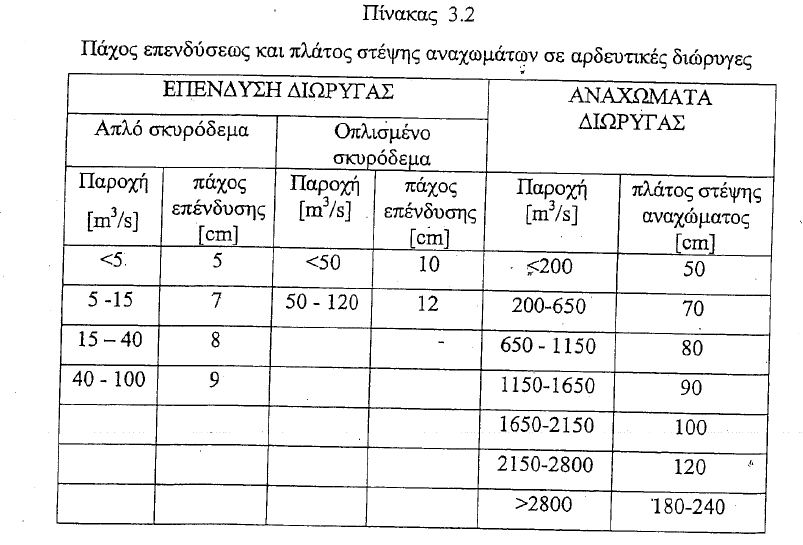 Πίνακας 3.2
Πάχος επενδύσεως και πλάτος στέψης αναχωμάτων σε αρδευτικές διώρυγες
ΕΠΕΝΔΥΣΗ ΔΙΩΡΥΓΑΣ ΑΝΑΧΩΜΑΤΑ
ΔΙΩΡΥΓΑΣ
Απλό σκυρόδεμα Οπλισμένο
σκυρόδεμα
Παροχή πάχος Παροχή πάχος Παροχή πλάτος στέψης
[m³/s] επένδυσης [m³/s] επένδυσης [m³/s] αναχώματος
[cm] [cm] [cm]
<5 5 <50 10 <200 50
5 -15 7 50 - 120 12 200-650 70
15 – 40 8 - 650 - 1150 80
40 - 100 9 1150-1650 90
1650-2150 100
2150-2800 120
>2800 180-240